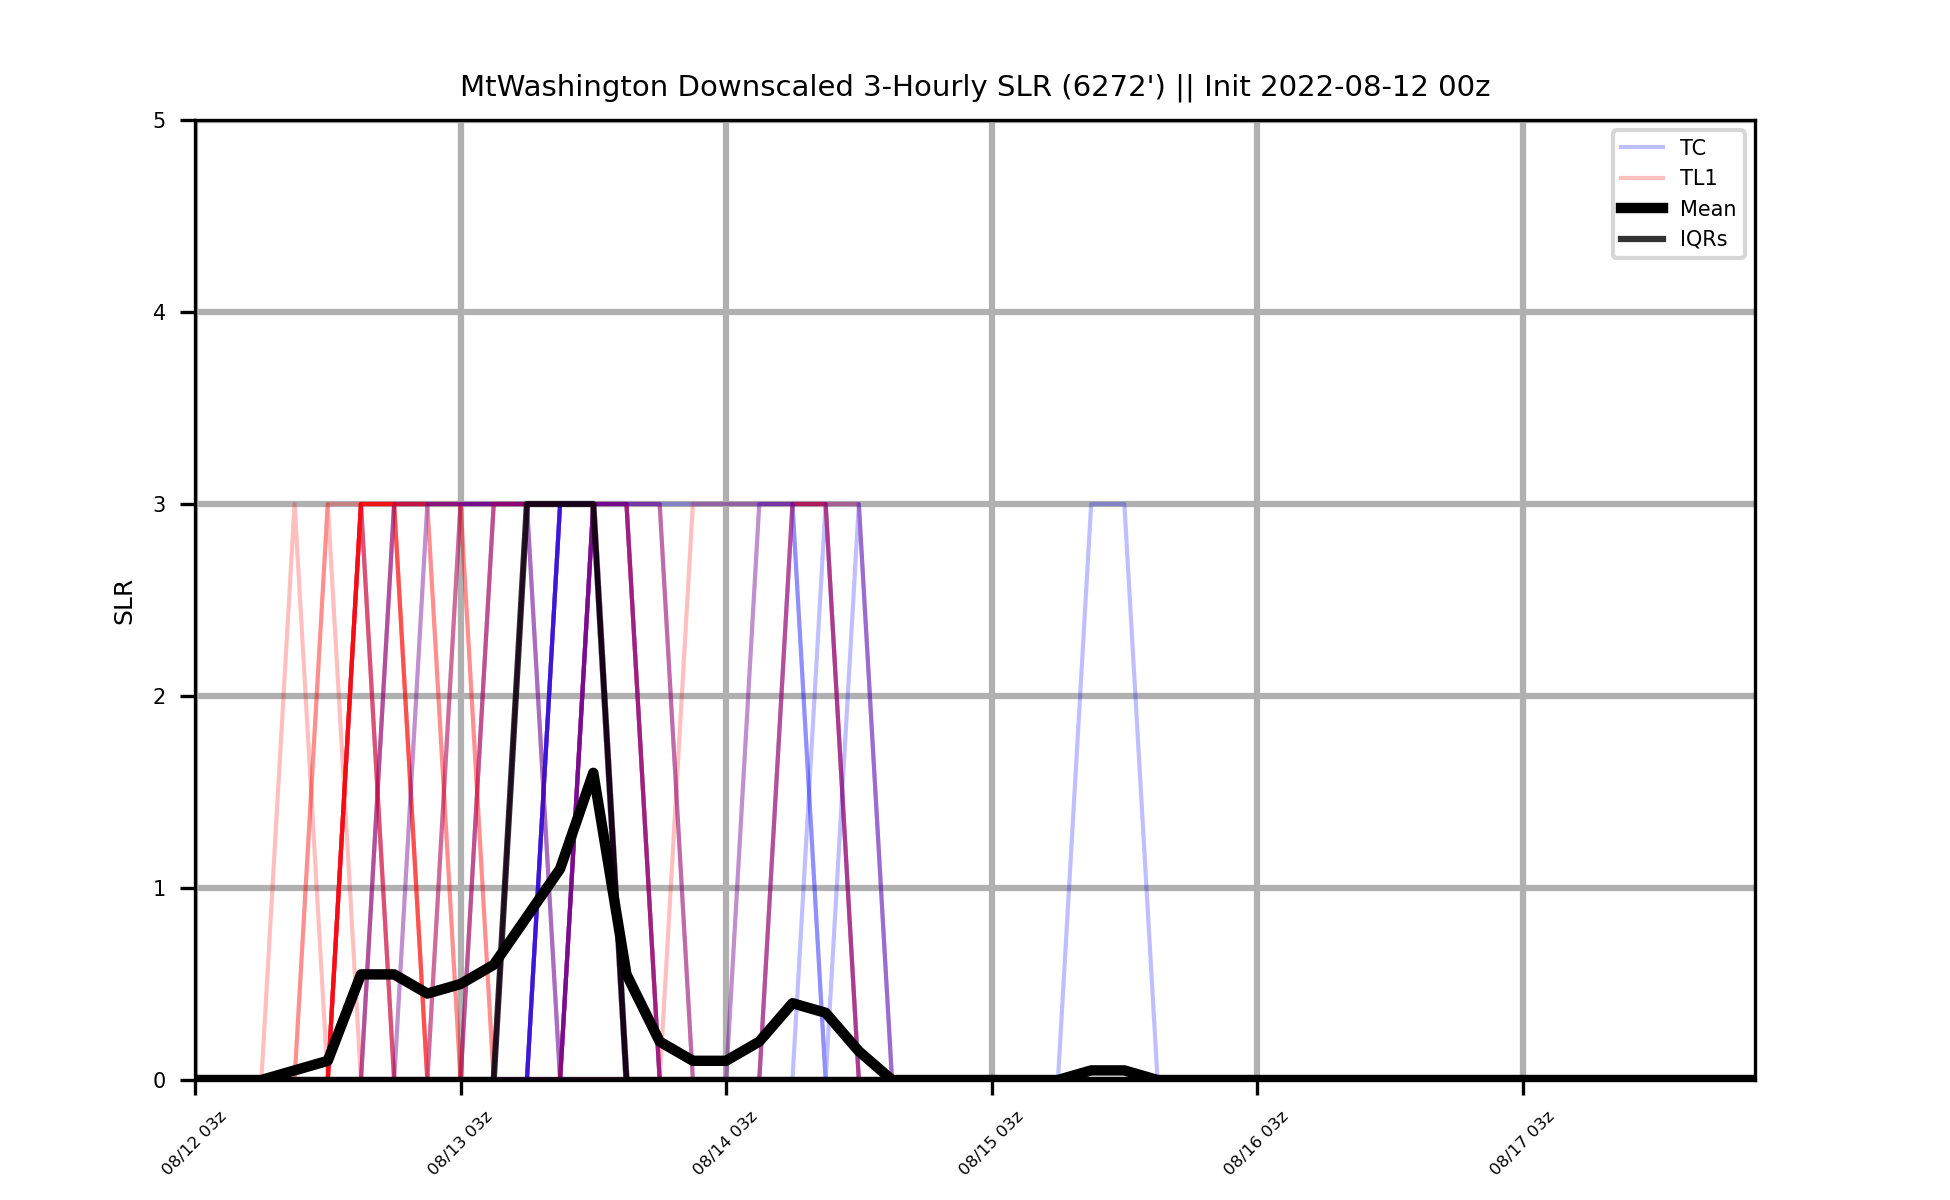 MtWashington Downscaled 3-Hourly SLR (6272') || Init 2022-08-12 00z
5
4
3
2
1
0
SLR
TC
TL1
Mean
IQRs
08/12 03z
08/13 03z
08/14 03z
08/15 03z
08/16 03z
08/17 03z